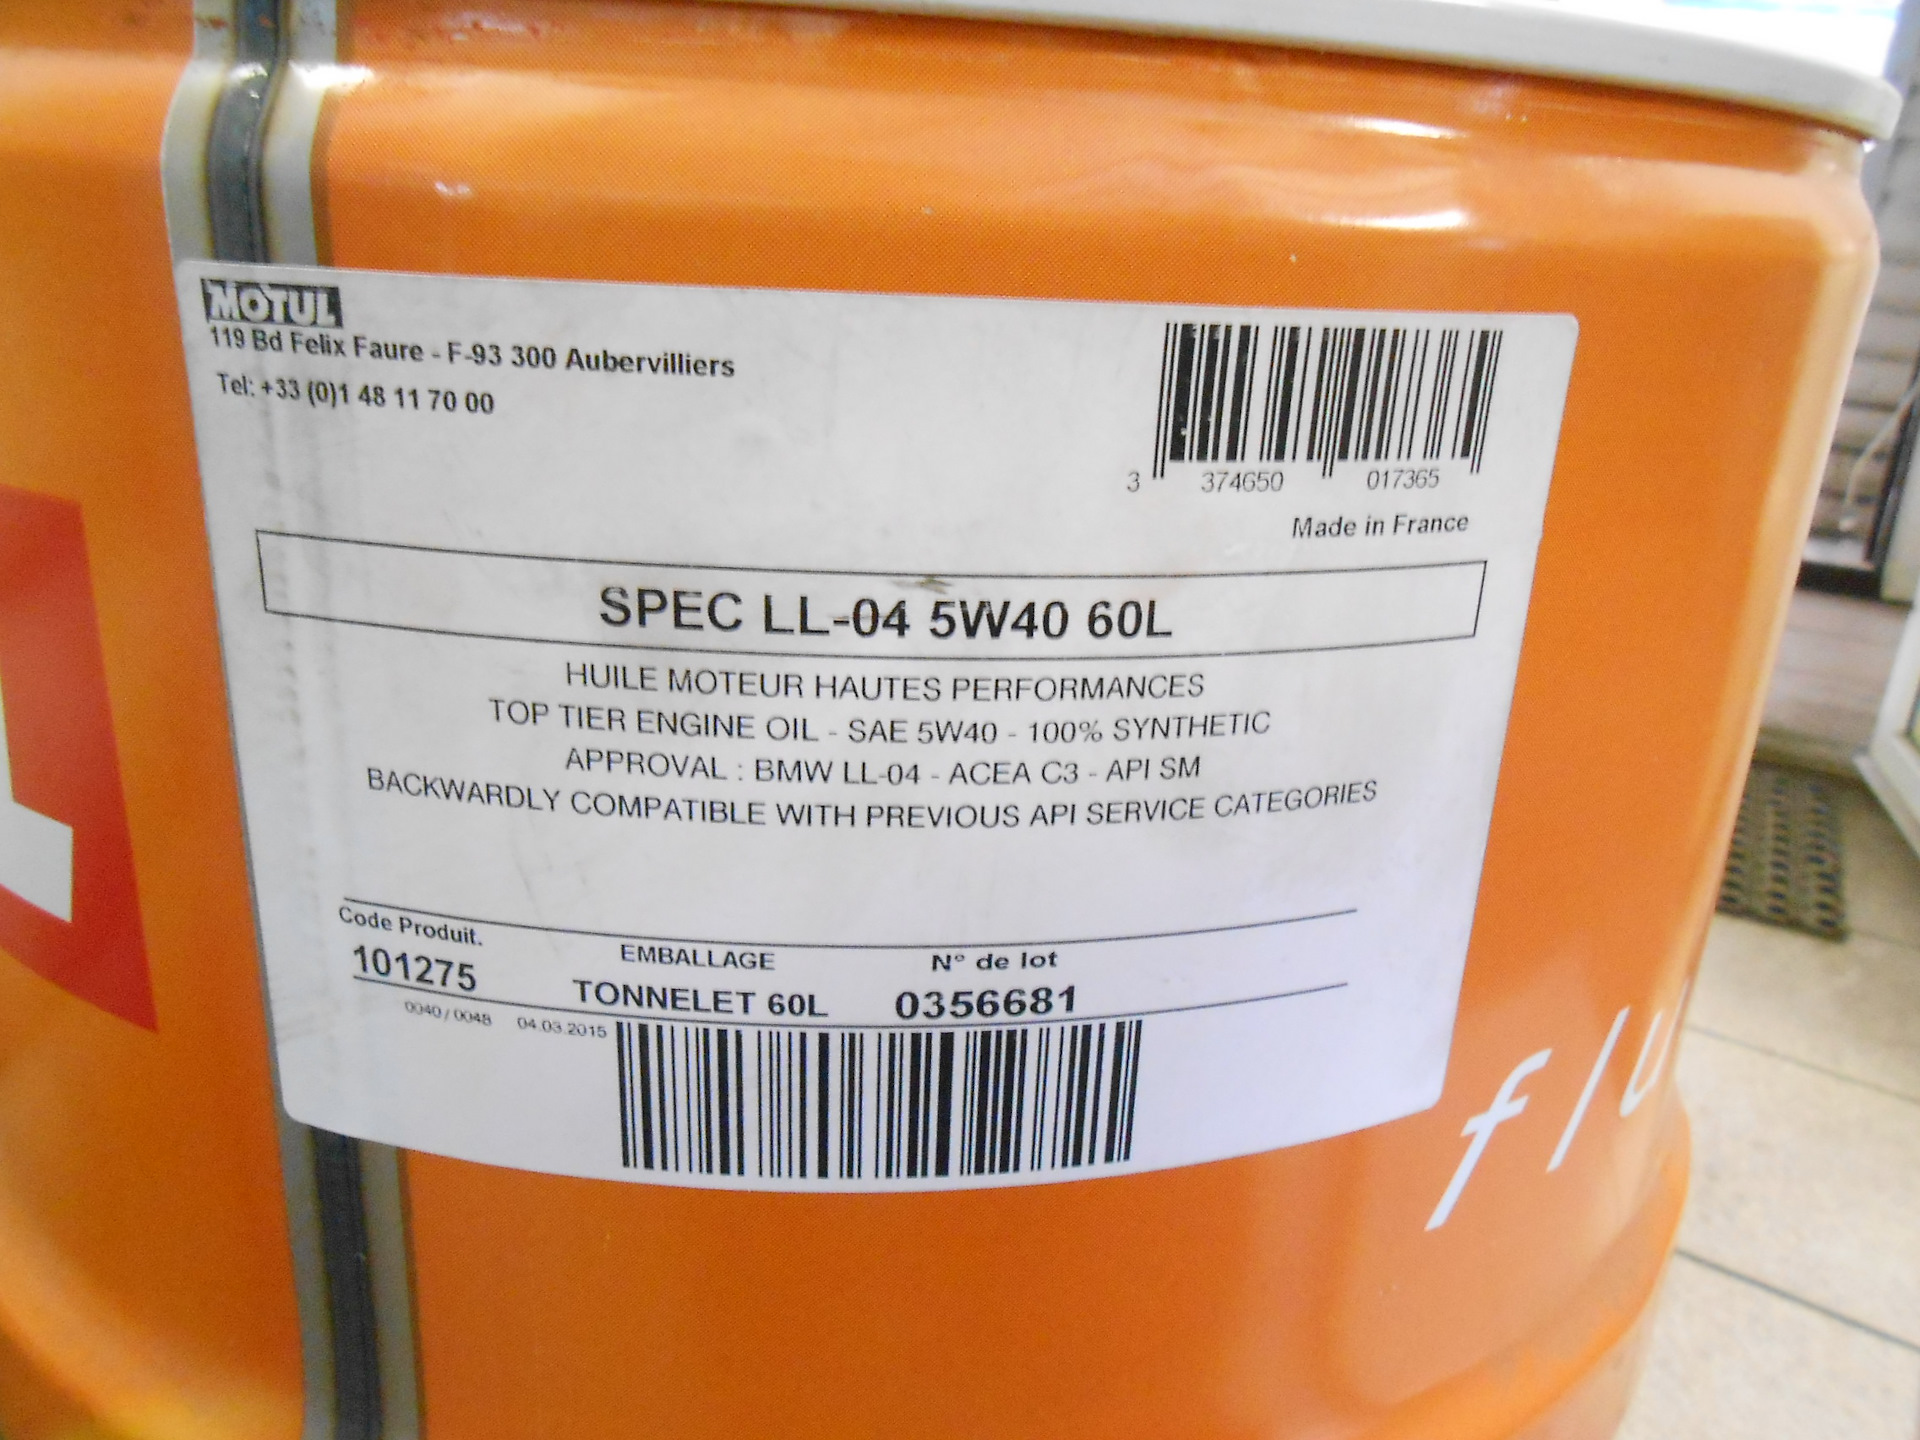 MOTUL
119 Bd Felix Faure - F-93 300 Aubervilliers
Tel: +33 (0)1 48 11 70 00
3 374650 017365
Made in France
SPEC LL-04 5W40 60L
HUILE MOTEUR HAUTES PERFORMANCES
TOP TIER ENGINE OIL - SAE 5W40 - 100% SYNTHETIC
APPROVAL : BMW LL-04 - ACEA C3 - API SM
BACKWARDLY COMPATIBLE WITH PREVIOUS API SERVICE CATEGORIES
Code Produit. EMBALLAGE N° de lot
101275 TONNELET 60L 0356681
0040 / 0048 04.03.2015